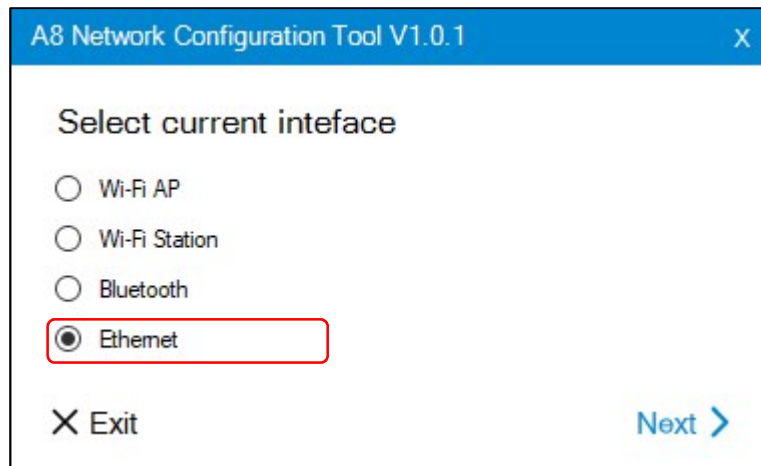 A8 Network Configuration Tool V1.0.1 X
Select current inteface
Wi-Fi AP
Wi-Fi Station
Bluetooth
Ethernet
Exit Next